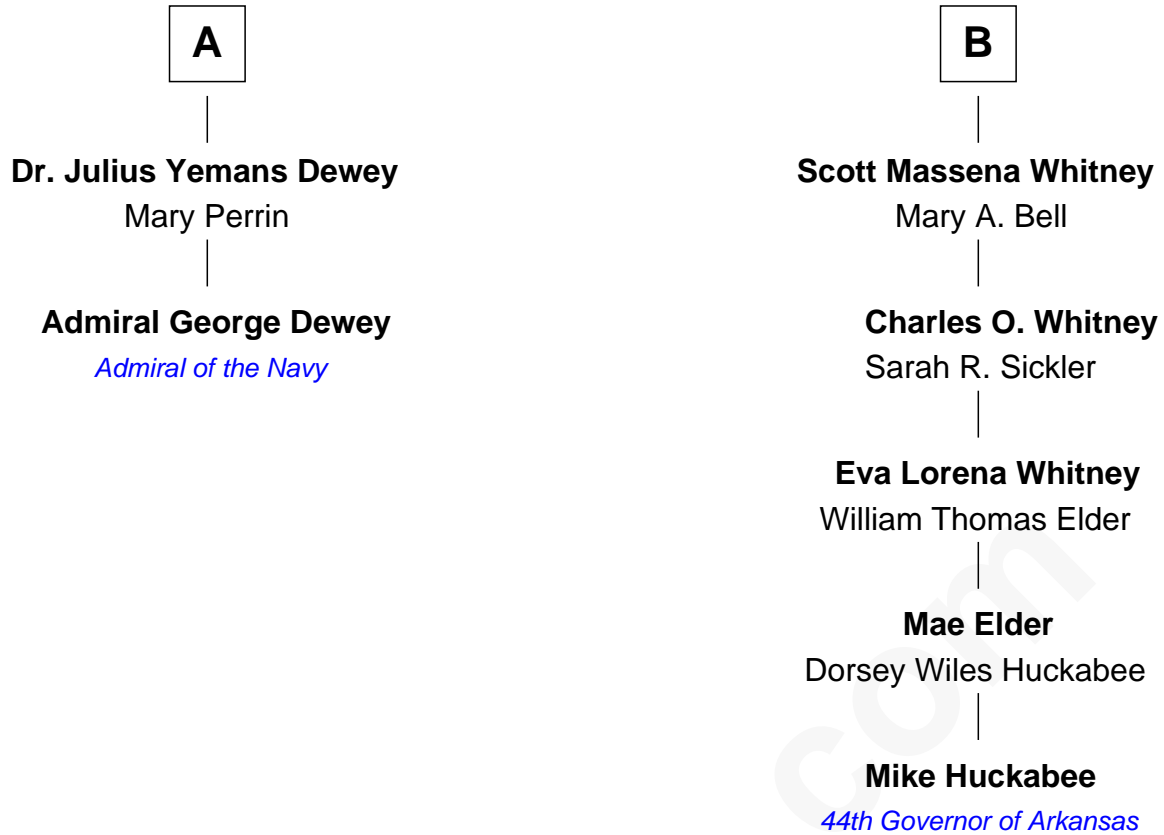 A
Dr. Julius Yemans Dewey
Mary Perrin
Admiral George Dewey
Admiral of the Navy
B
Scott Massena Whitney
Mary A. Bell
Charles O. Whitney
Sarah R. Sickler
Eva Lorena Whitney
William Thomas Elder
Mae Elder
Dorsey Wiles Huckabee
Mike Huckabee
44th Governor of Arkansas
com